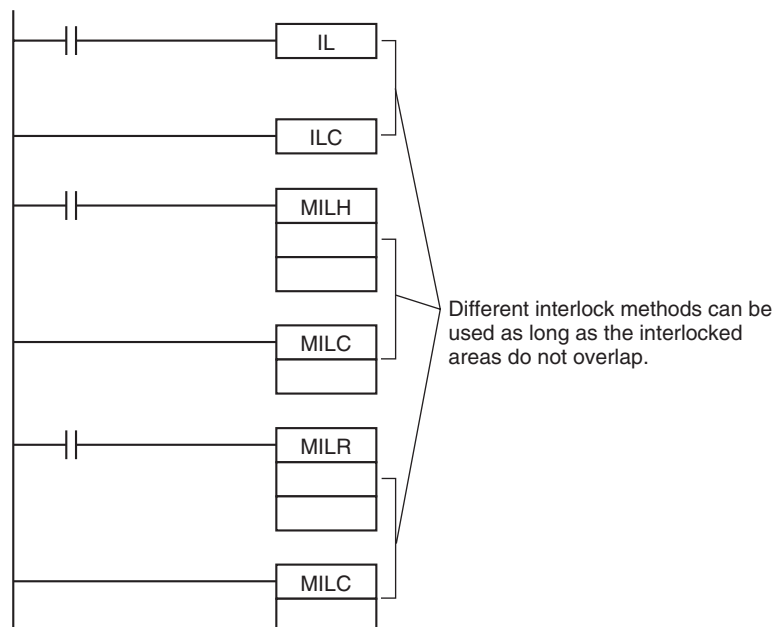 IL
ILC
MILH
Different interlock methods can be
used as long as the interlocked
areas do not overlap.
MILC
MILR
MILC